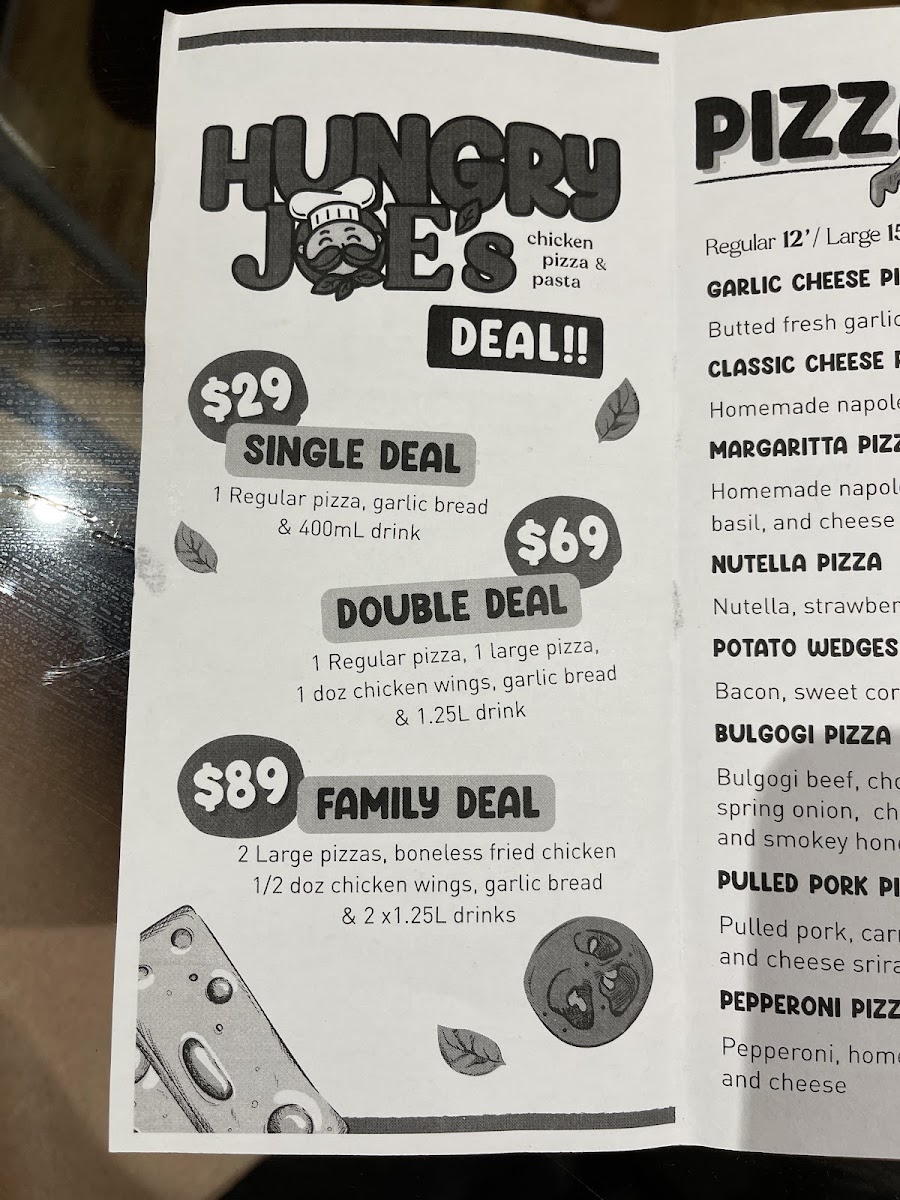 HUNGRY
JOE's
chicken
pizza &
pasta
DEAL!!
$29
SINGLE DEAL
1 Regular pizza, garlic bread
& 400mL drink
$69
DOUBLE DEAL
1 Regular pizza, 1 large pizza,
1 doz chicken wings, garlic bread
& 1.25L drink
$89
FAMILY DEAL
2 Large pizzas, boneless fried chicken
1/2 doz chicken wings, garlic bread
& 2 x1.25L drinks
Regular 12'/ Large
GARLIC CHEESE
Butted fresh
CLASSIC CHEESE
Homemade
MARGARITTA
Homemade
basil, and cheese
NUTELLA PIZZA
Nutella,
POTATO WEDGES
Bacon, sweet
BULGOGI PIZZA
Bulgogi beef,
spring onion,
and smokey
PULLED PORK
Pulled pork,
and cheese
PEPPERONI
Pepperoni,
and cheese